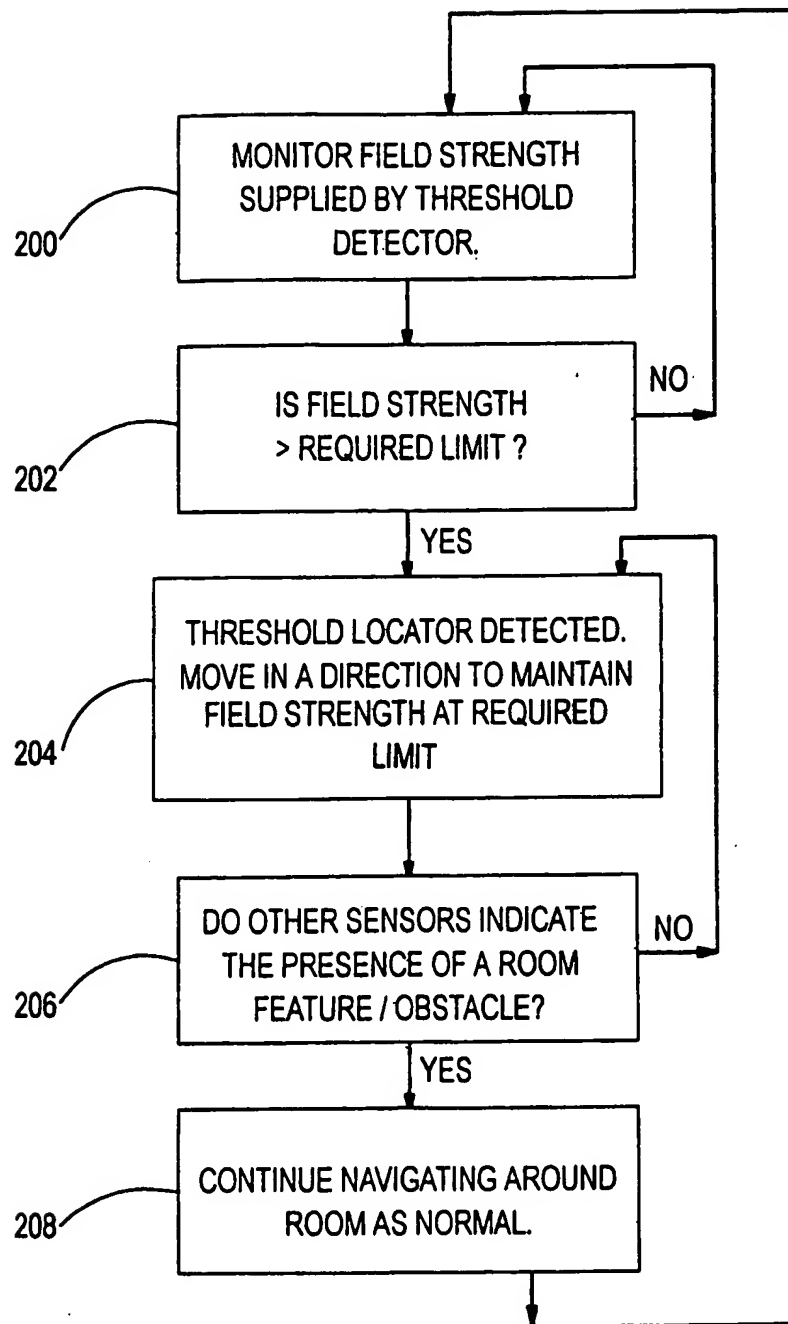 MONITOR FIELD STRENGTH
SUPPLIED BY THRESHOLD
DETECTOR.
200
IS FIELD STRENGTH
> REQUIRED LIMIT ?
NO
202
YES
THRESHOLD LOCATOR DETECTED.
MOVE IN A DIRECTION TO MAINTAIN
FIELD STRENGTH AT REQUIRED
LIMIT
204
DO OTHER SENSORS INDICATE
THE PRESENCE OF A ROOM
FEATURE / OBSTACLE?
NO
206
YES
CONTINUE NAVIGATING AROUND
ROOM AS NORMAL.
208